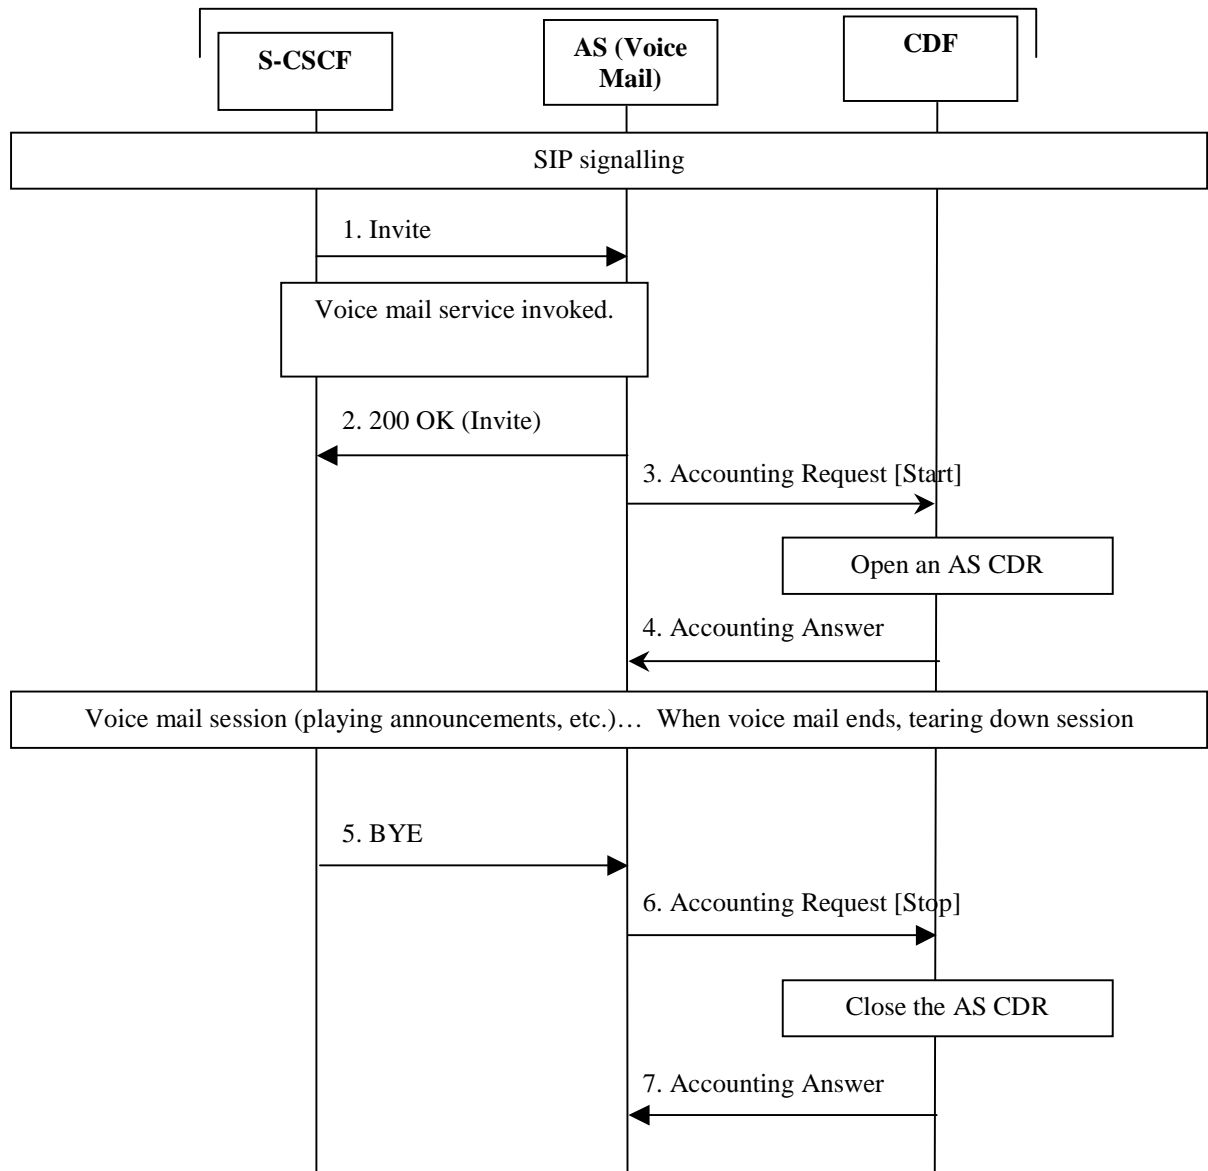 S-CSCF
AS (Voice
Mail)
CDF
SIP signalling
1. Invite
Voice mail service invoked.
2. 200 OK (Invite)
3. Accounting Request [Start]
Open an AS CDR
4. Accounting Answer
Voice mail session (playing announcements, etc.)… When voice mail ends, tearing down session
5. BYE
6. Accounting Request [Stop]
Close the AS CDR
7. Accounting Answer